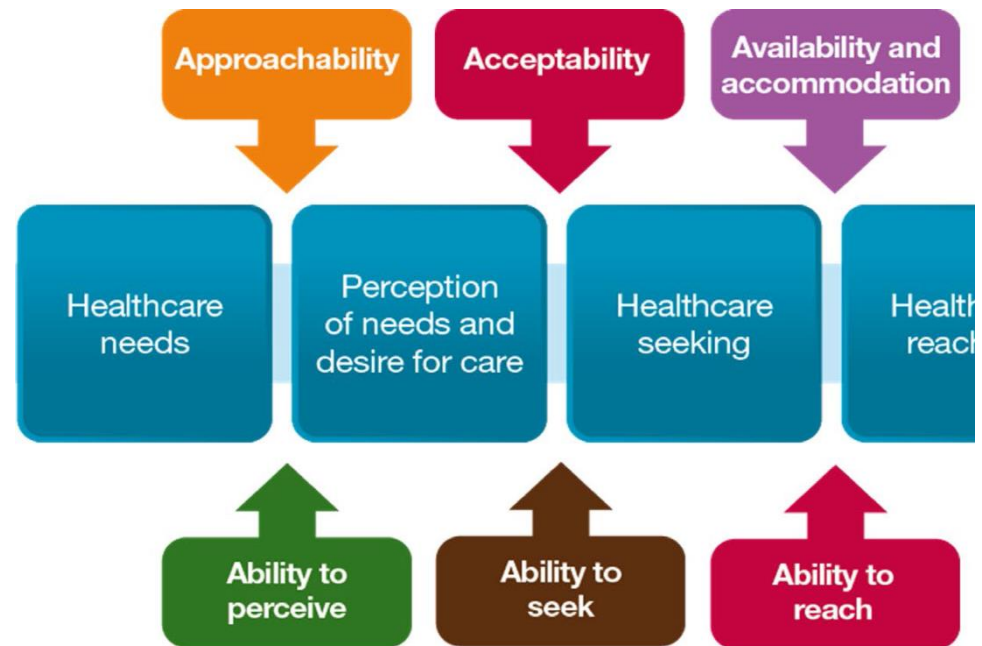 Approachability
Acceptability
Availability and
accommodation
Healthcare
needs
Perception
of needs and
desire for care
Healthcare
seeking
Ability to
perceive
Ability to
seek
Ability to
reach